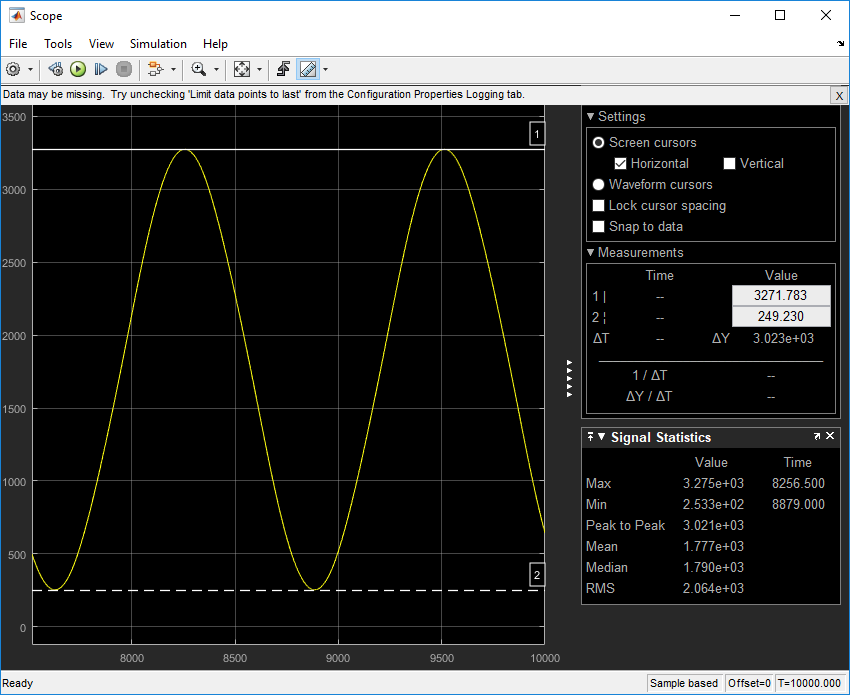 Scope
File Tools View Simulation Help
Data may be missing. Try unchecking 'Limit data points to last' from the Configuration Properties Logging tab. X
3500
3000
2500
2000
1500
1000
500
0
8000 8500 9000 9500 10000
1
2
Settings
Screen cursors
Horizontal Vertical
Waveform cursors
Lock cursor spacing
Snap to data
Measurements
Time Value
1 | -- 3271.783
2 ¦ -- 249.230
ΔT -- ΔY 3.023e+03
1 / ΔT --
ΔY / ΔT --
Signal Statistics
Value Time
Max 3.275e+03 8256.500
Min 2.533e+02 8879.000
Peak to Peak 3.021e+03
Mean 1.777e+03
Median 1.790e+03
RMS 2.064e+03
Ready Sample based Offset=0 T=10000.000